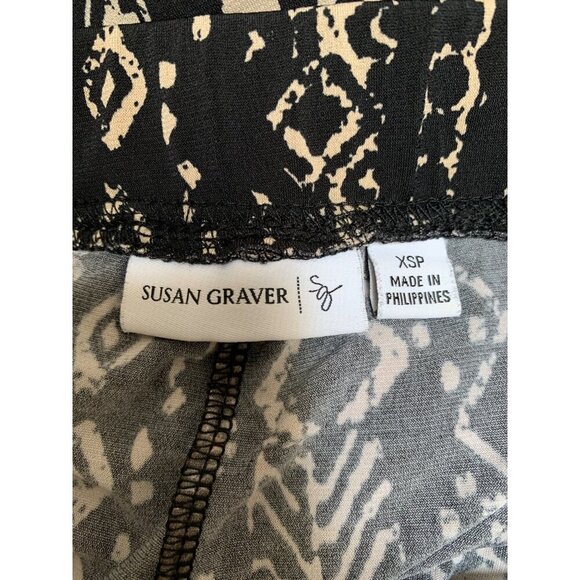 SUSAN GRAVER
SG
XSP
MADE IN
PHILIPPINES